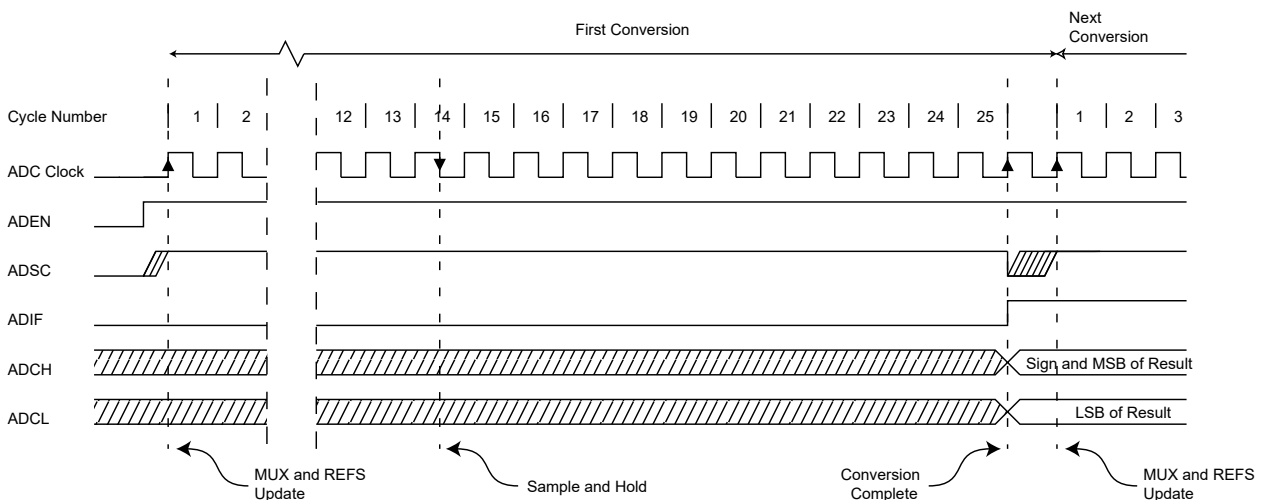 First Conversion
Next
Conversion
Cycle Number 1 2 12 13 14 15 16 17 18 19 20 21 22 23 24 25 1 2 3
ADC Clock
ADEN
ADSC
ADIF
ADCH Sign and MSB of Result
ADCL LSB of Result
MUX and REFS
Update
Sample and Hold
Conversion
Complete
MUX and REFS
Update